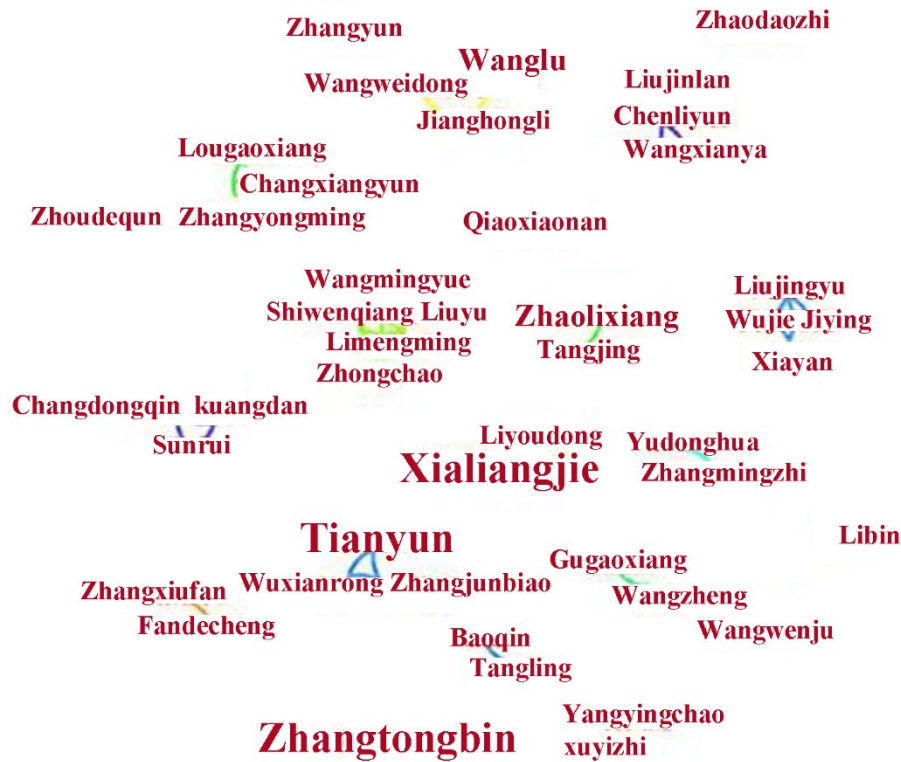 Zhaodaozhi
Zhangyun
Wanglu
Wangweidong
Liujinlan
Jianghongli
Chenliyun
Lougaoxiang
Wangxianya
Changxiangyun
Zhoudequn Zhangyongming
Qiaoxiaonan
Wangmingyue
Liujingyu
Shiwenqiang Liuyu
Zhaolixiang
Wujie Jiying
Limengming
Tangjing
Xiayan
Zhongchao
Changdongqin kuangdan
Sunrui
Liyoudong
Yudonghua
Xialiangjie
Zhangmingzhi
Tianyun
Libin
Gugaoxiang
Wuxianrong Zhangjunbiao
Zhangxiufan
Wangzheng
Fandecheng
Wangwenju
Baoqin
Tangling
Yangyingchao
Zhangtongbin
xuyizhi